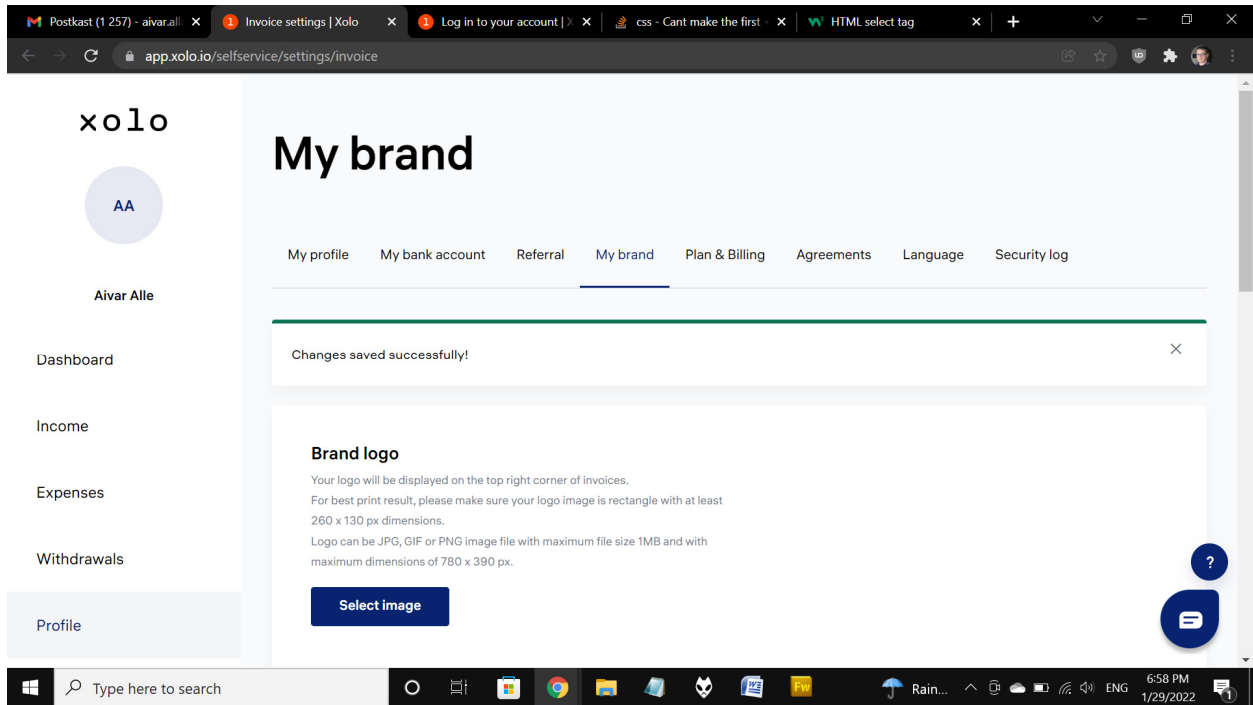 Postkast (1 257) - aivar.all
1 Invoice settings | Xolo
1 Log in to your account | X
css - Cant make the first -
HTML select tag
app.xolo.io/selfservice/settings/invoice
xolo
AA
Aivar Alle
Dashboard
Income
Expenses
Withdrawals
Profile
My brand
My profile
My bank account
Referral
My brand
Plan & Billing
Agreements
Language
Security log
Changes saved successfully!
Brand logo
Your logo will be displayed on the top right corner of invoices.
For best print result, please make sure your logo image is rectangle with at least
260 x 130 px dimensions.
Logo can be JPG, GIF or PNG image file with maximum file size 1MB and with
maximum dimensions of 780 x 390 px.
Select image
?
Type here to search
W
Fw
Rain...
ENG
6:58 PM
1/29/2022
1